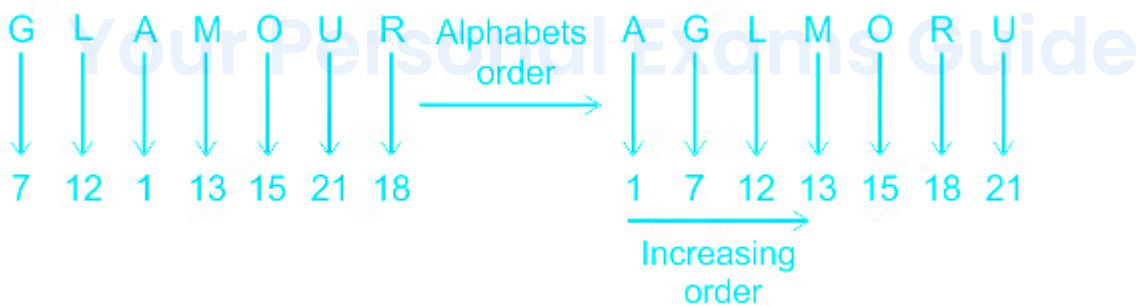 G L A M O U R Alphabets order A G L M O R U
7 12 1 13 15 21 18 1 7 12 13 15 18 21
Increasing
order
Your Personal Exams Guide